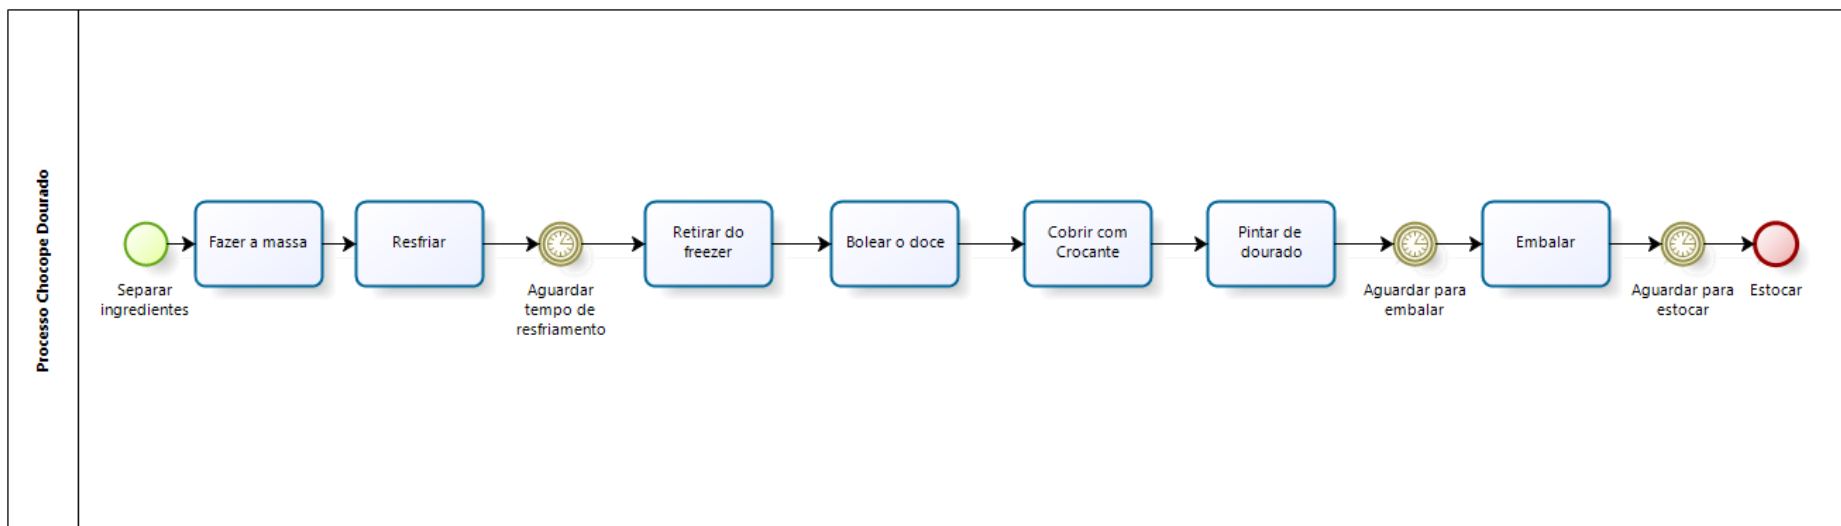 Processo Chocope Dourado
Separar
ingredientes
Fazer a massa
Resfriar
Aguardar
tempo de
resfriamento
Retirar do
freezer
Bolear o doce
Cobrir com
Crocante
Pintar de
dourado
Aguardar para
embalar
Embalar
Aguardar para
estocar
Estocar